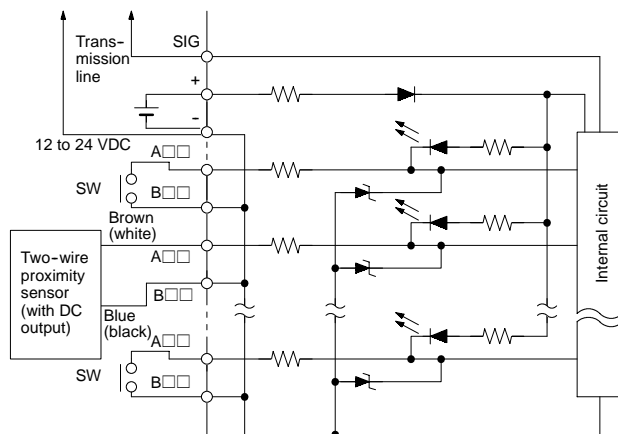 Trans-
mission
line
SIG
+
-
12 to 24 VDC
A□□
SW
B□□
Brown
(white)
A□□
Two-wire
proximity
sensor
(with DC
output)
B□□
Blue
(black)
A□□
SW
B□□
Internal circuit